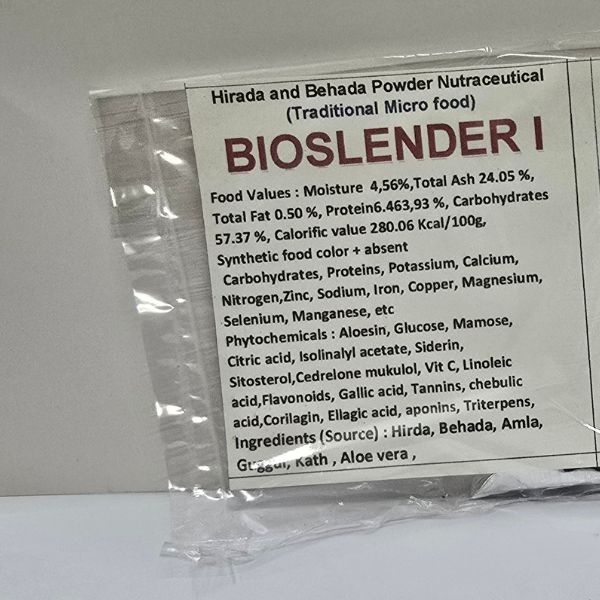 Hirada and Behada Powder Nutraceutical
(Traditional Micro food)
BIOSLENDER I
Food Values : Moisture 4,56%,Total Ash 24.05 %,
Total Fat 0.50 %, Protein6.463,93 %, Carbohydrates
57.37 %, Calorific value 280.06 Kcal/100g,
Synthetic food color + absent
Carbohydrates, Proteins, Potassium, Calcium,
Nitrogen,Zinc, Sodium, Iron, Copper, Magnesium,
Selenium, Manganese, etc
Phytochemicals : Aloesin, Glucose, Mamose,
Citric acid, Isolinalyl acetate, Siderin,
Sitosterol,Cedrelone mukulol, Vit C, Linoleic
acid,Flavonoids, Gallic acid, Tannins, chebulic
acid,Corilagin, Ellagic acid, aponins, Triterpens,
Ingredients (Source) : Hirda, Behada, Amla,
Guggul, Kath , Aloe vera ,